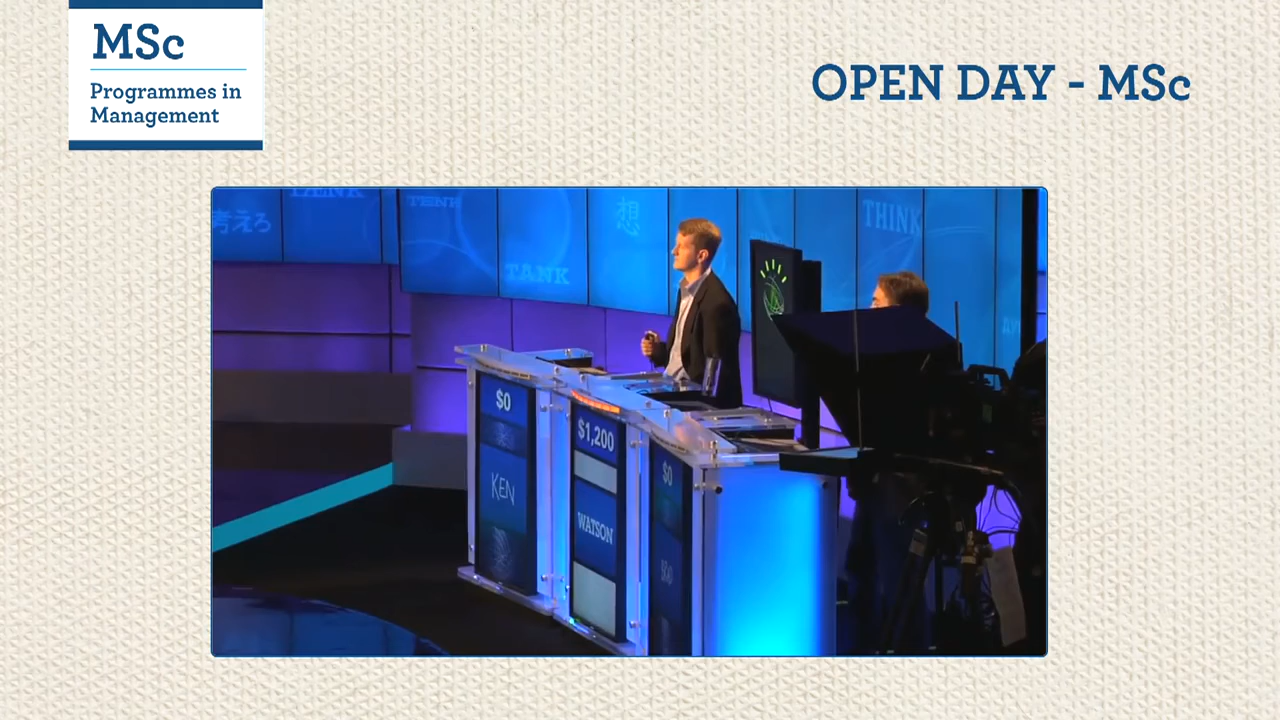 MSc
Programmes in
Management
OPEN DAY - MSc
THINK
THINK
考えろ
想
THINK
THINK
$0
KEN
$1,200
WATSON
$0